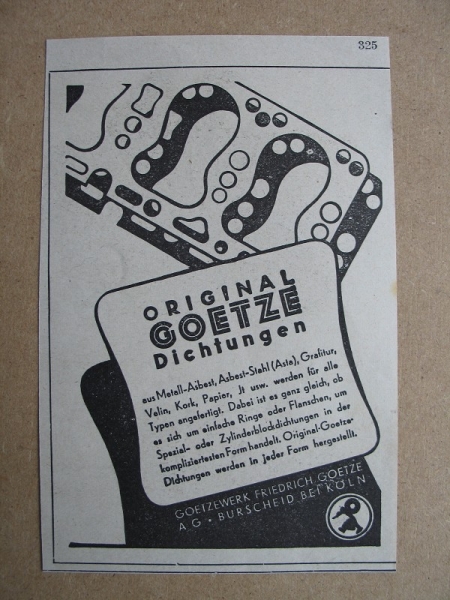 325
ORIGINAL
GOETZE
Dichtungen
aus Metall-Asbest, Asbest-Stahl (Asta), Grafitur,
Velin, Kork, Papier, Jt usw. werden für alle
Typen angefertigt. Dabei ist es ganz gleich, ob
es sich um einfache Ringe oder Flanschen, um
Spezial- oder Zylinderblockdichtungen in der
kompliziertesten Form handelt. Original-Goetze-
Dichtungen werden in jeder Form hergestellt.
GOETZEWERK FRIEDRICH GOETZE
A.G • BURSCHEID BEI KÖLN